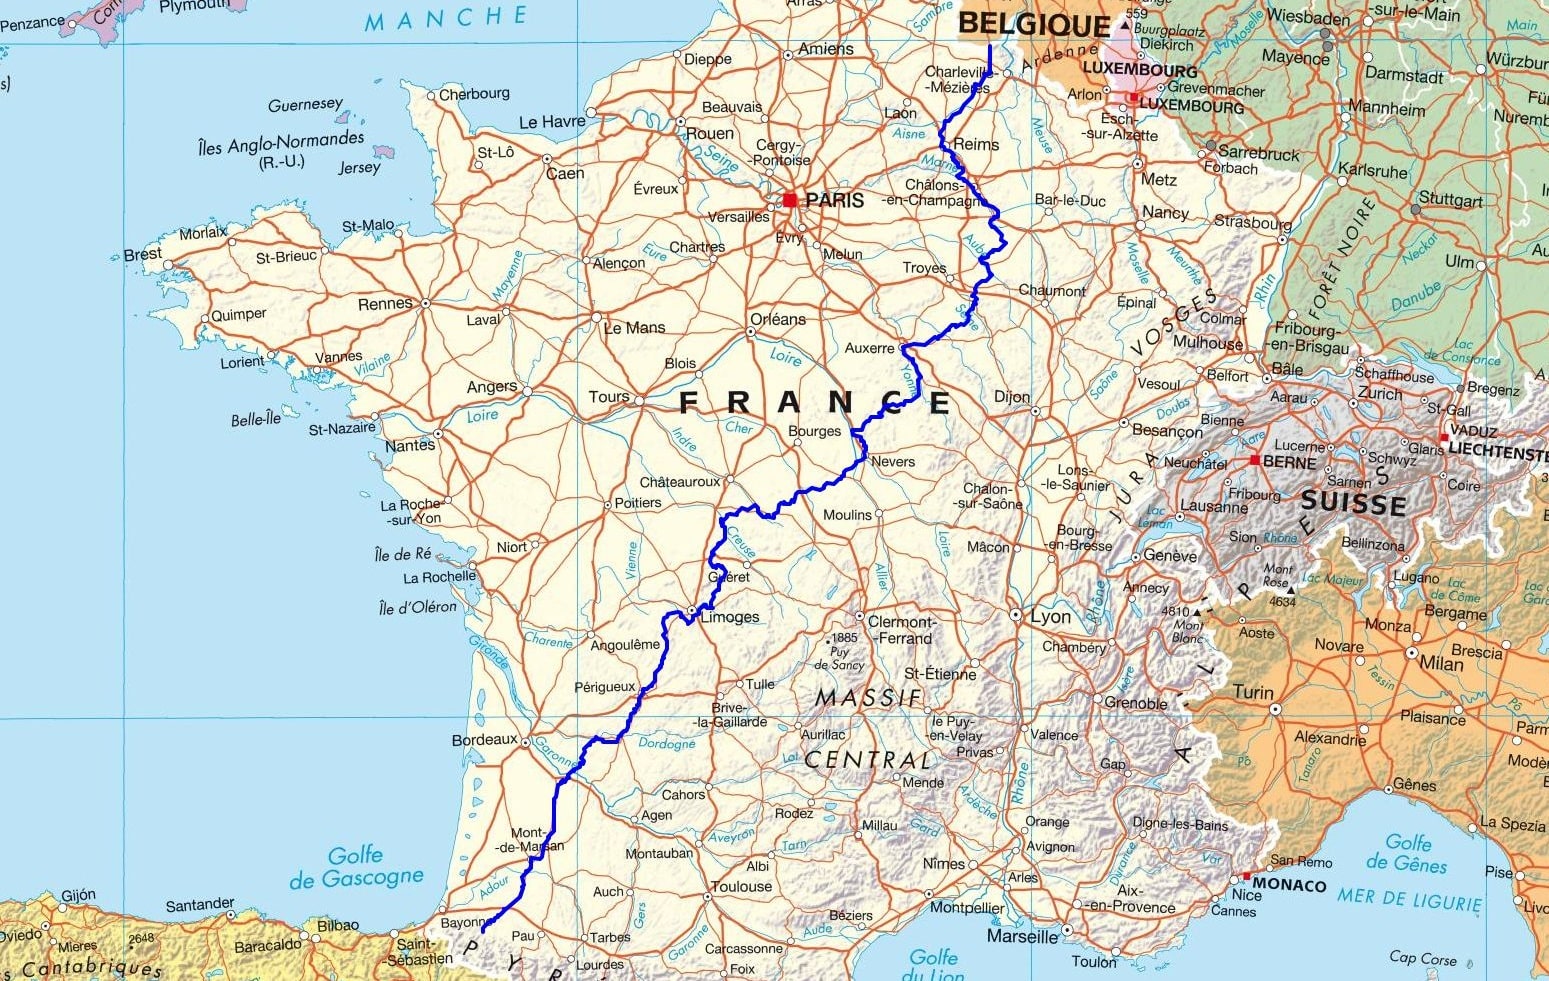 Penzance
Corn
Plymouth
MANCHE
Arras
Sambre
BELGIQUE
559
Buurgplaatz
Diekirch
Ardenne
Wiesbaden
-sur-le-Main
Moselle
Mayence
Main
Würzbur
Amiens
Dieppe
Charleville-
-Mézières
LUXEMBOURG
Grevenmacher
Arlon
LUXEMBOURG
Darmstadt
Cherbourg
Guernesey
Le Havre
Beauvais
Laon
Aisne
Rouen
Esch-
-sur-Alzette
Meuse
Mannheim
Fü
Nuremb
Îles Anglo-Normandes
(R.-U.)
Jersey
St-Lô
Caen
Seine
Cergy-
-Pontoise
Reims
Marne
Sarrebruck
Forbach
Karlsruhe
Évreux
PARIS
Versailles
Châlons-
-en-Champagne
Metz
Bar-le-Duc
Nancy
Strasbourg
Stuttgart
Morlaix
St-Malo
Brest
St-Brieuc
Évry
Melun
Chartres
Eure
Alençon
Mayenne
Aube
Troyes
Moselle
Meurthe
Rhin
FORÊT NOIRE
Neckar
Ulm
Danube
Quimper
Rennes
Laval
Le Mans
Orléans
Seine
Chaumont
Épinal
VOSGES
Colmar
Fribourg-
-en-Brisgau
Lorient
Vannes
Vilaine
Blois
Loire
Auxerre
Yonne
Mulhouse
Lac
de Constance
Belle-Île
St-Nazaire
Angers
Loire
Tours
FRANCE
Dijon
Saône
Vesoul
Belfort
Bâle
Schaffhouse
Bregenz
Doubs
Aarau
Zurich
St-Gall
Nantes
Indre
Cher
Bourges
Besançon
Bienne
Aare
Lucerne
VADUZ
LIECHTENSTE
Glaris
Nevers
Neuchâtel
BERNE
Schwyz
Sarnen
Coire
La Roche-
-sur-Yon
Poitiers
Châteauroux
Moulins
Chalon-
-sur-Saône
Lons-
-le-Saunier
JURA
Fribourg
Lausanne
SUISSE
Lac
Léman
Île de Ré
Niort
La Rochelle
Île d'Oléron
Vienne
Creuse
Guéret
Loire
Allier
Mâcon
Bourg-
-en-Bresse
Genève
Sion
Rhône
Bellinzona
Annecy
Mont
Rose
4634
Lac Majeur
Lugano
Lac
de Côme
Lac
Bergame
Gironde
Charente
Angoulême
Limoges
1885
Puy
de Sancy
Clermont-
-Ferrand
Lyon
Rhône
4810
Mont
Blanc
ALPES
Aoste
Monza
Novare
Milan
Brescia
Chambéry
Tessin
Périgueux
Tulle
Brive-
-la-Gaillarde
St-Étienne
Isère
Turin
MASSIF
CENTRAL
Bordeaux
Garonne
Dordogne
Aurillac
le Puy-
-en-Velay
Privas
Valence
Grenoble
Plaisance
Pô
Parm
Alexandrie
Tanaro
Pô
Modèn
Lot
Mende
Gap
Ardèche
Rhône
Gênes
Cahors
Agen
Rodez
Millau
Gard
Orange
Avignon
Digne-les-Bains
Golfe
de Gênes
La Spezia
Mont-
-de-Marsan
Aveyron
Montauban
Tarn
Albi
Nîmes
Durance
Var
San Remo
MONACO
Pise
Golfe
de Gascogne
Adour
Auch
Toulouse
Arles
Aix-
-en-Provence
Nice
Cannes
MER DE LIGURIE
Livo
Gijón
Santander
Bilbao
Bayonne
Gers
Montpellier
Béziers
Marseille
Oviedo
Mieres
2648
Baracaldo
Saint-
-Sébastien
Pau
Tarbes
Garonne
Aude
Carcassonne
Toulon
Cap Corse
s Cantabriques
PYR
Lourdes
Foix
Golfe
du Lion